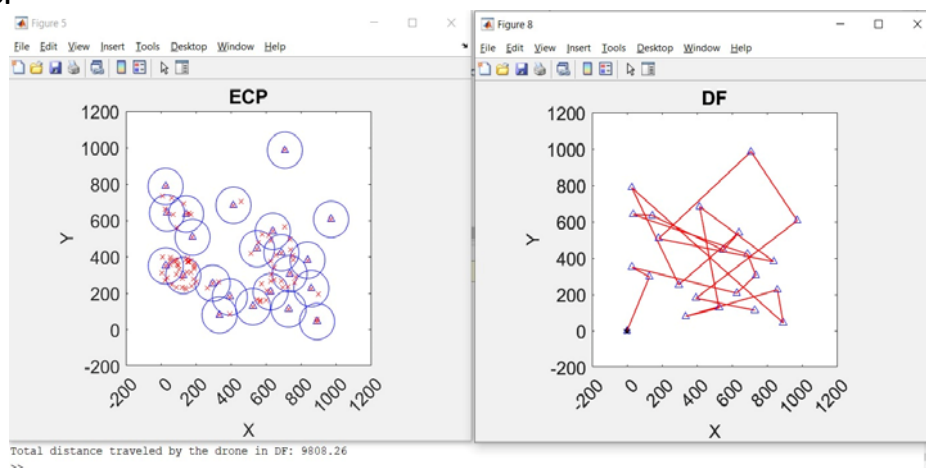 Figure 5
File Edit View Insert Tools Desktop Window Help
ECP
1200
1000
800
600
400
200
0
-200
Y
-200 0 200 400 600 800 1000 1200
X
Figure 8
File Edit View Insert Tools Desktop Window Help
DF
1200
1000
800
600
400
200
0
-200
Y
-200 0 200 400 600 800 1000 1200
X
Total distance traveled by the drone in DF: 9808.26
>>